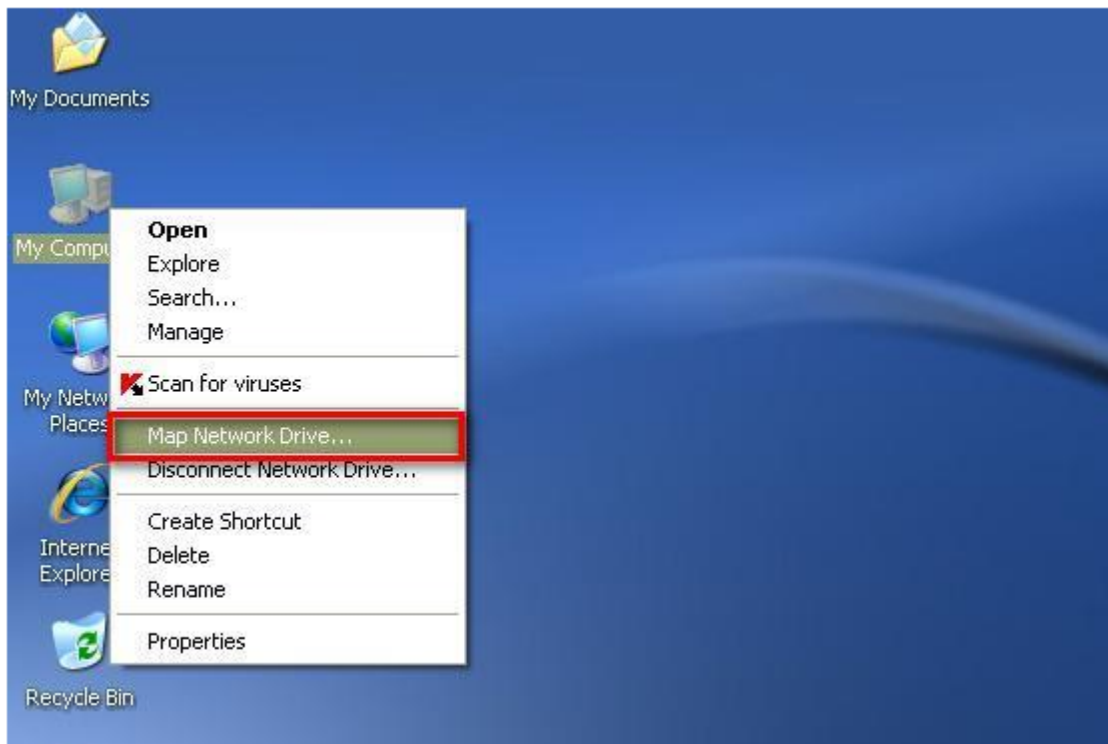 My Documents
My Compu
My Netw
Places
Interne
Explore
Recycle Bin
Open
Explore
Search...
Manage
Scan for viruses
Map Network Drive...
Disconnect Network Drive...
Create Shortcut
Delete
Rename
Properties